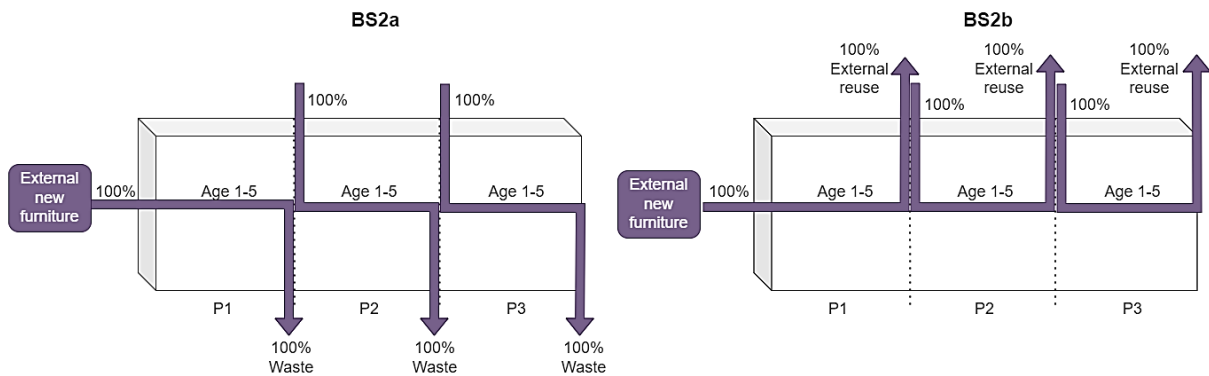 BS2a
100%
100%
External
new
furniture
100%
Age 1-5
Age 1-5
Age 1-5
P1
P2
P3
100%
Waste
100%
Waste
100%
Waste
BS2b
100%
External
reuse
100%
External
reuse
100%
External
reuse
100%
100%
External
new
furniture
100%
Age 1-5
Age 1-5
Age 1-5
P1
P2
P3